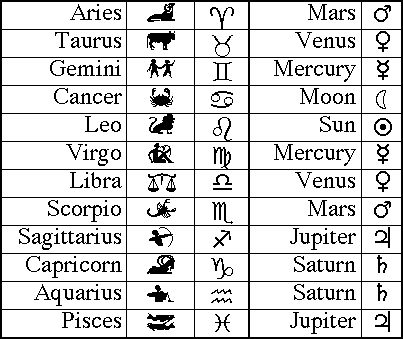 Aries ♈ Mars ♂
Taurus ♉ Venus ♀
Gemini ♊ Mercury ☿
Cancer ♋ Moon ☾
Leo ♌ Sun ☉
Virgo ♍ Mercury ☿
Libra ♎ Venus ♀
Scorpio ♏ Mars ♂
Sagittarius ♐ Jupiter ♃
Capricorn ♑ Saturn ♄
Aquarius ♒ Saturn ♄
Pisces ♓ Jupiter ♃